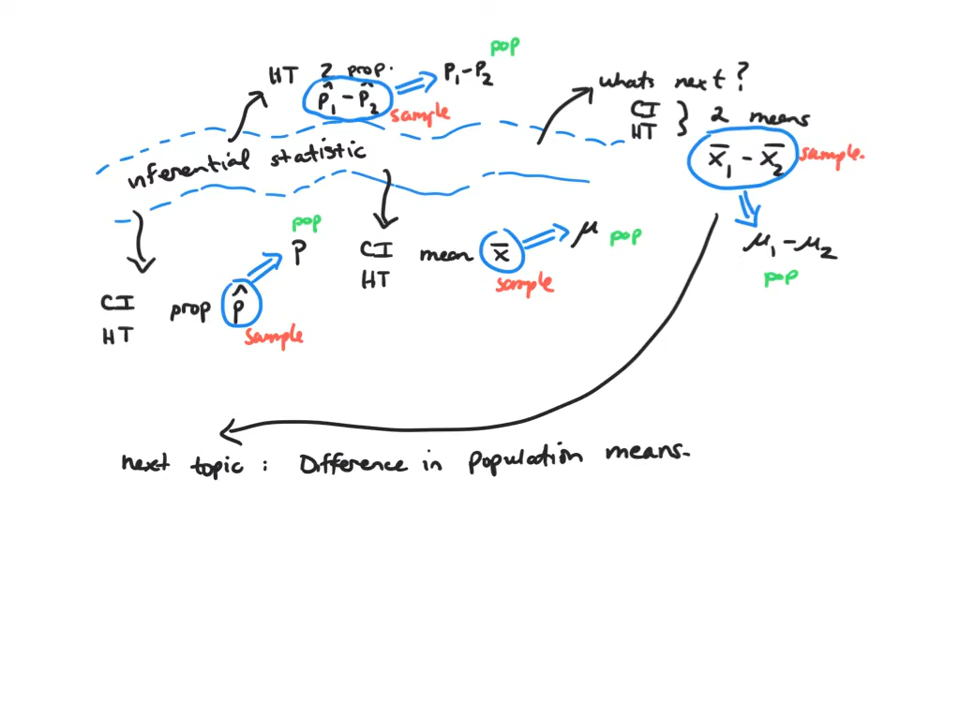 HT 2 prop.
p̂₁ - p̂₂
sample
P₁-P₂
pop
whats next?
CI
HT
} 2 means
x̄₁ - x̄₂
sample.
μ₁-μ₂
pop
nferential statistic
CI
HT
prop p̂
sample
P
pop
CI
HT
mean x̄
sample
μ pop
next topic : Difference in population means.